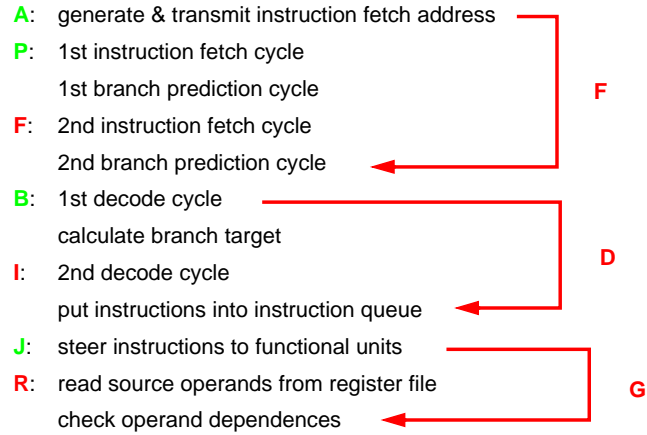 A: generate & transmit instruction fetch address
P: 1st instruction fetch cycle
1st branch prediction cycle
F
F: 2nd instruction fetch cycle
2nd branch prediction cycle
B: 1st decode cycle
calculate branch target
D
I: 2nd decode cycle
put instructions into instruction queue
J: steer instructions to functional units
R: read source operands from register file
G
check operand dependences